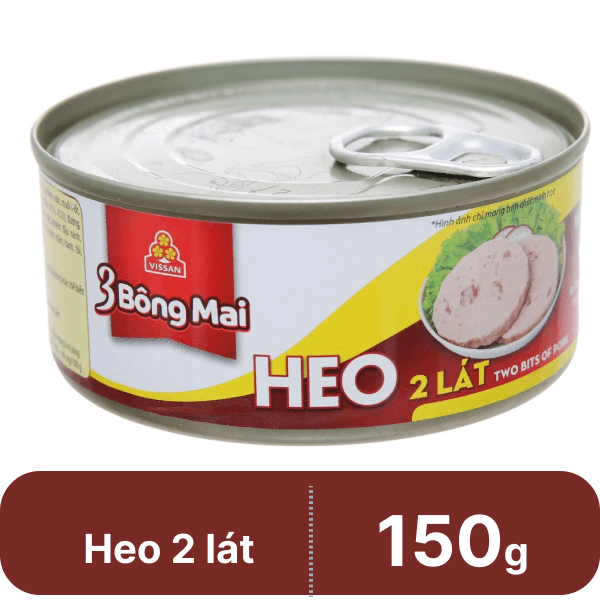 *Hình ảnh chỉ mang tính chất minh họa
VISSAN
3 Bông Mai
HEO
2 LÁT
TWO BITS OF PORK
Heo 2 lát
150g